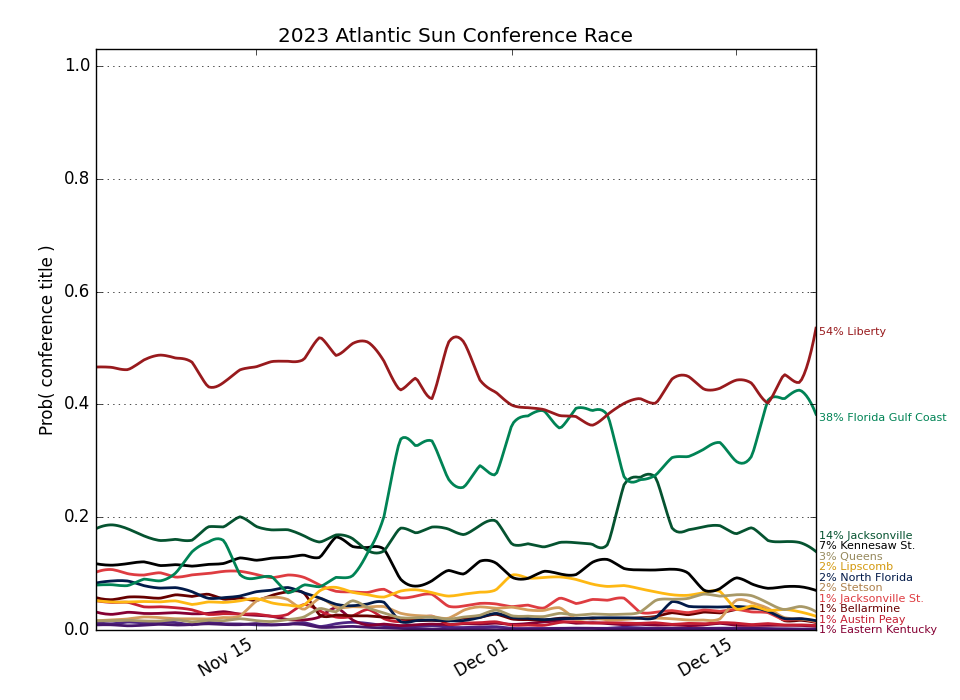 2023 Atlantic Sun Conference Race
Prob( conference title )
1.0
0.8
0.6
0.4
0.2
0.0
Nov 15
Dec 01
Dec 15
54% Liberty
38% Florida Gulf Coast
14% Jacksonville
7% Kennesaw St.
3% Queens
2% Lipscomb
2% North Florida
2% Stetson
1% Jacksonville St.
1% Bellarmine
1% Austin Peay
1% Eastern Kentucky